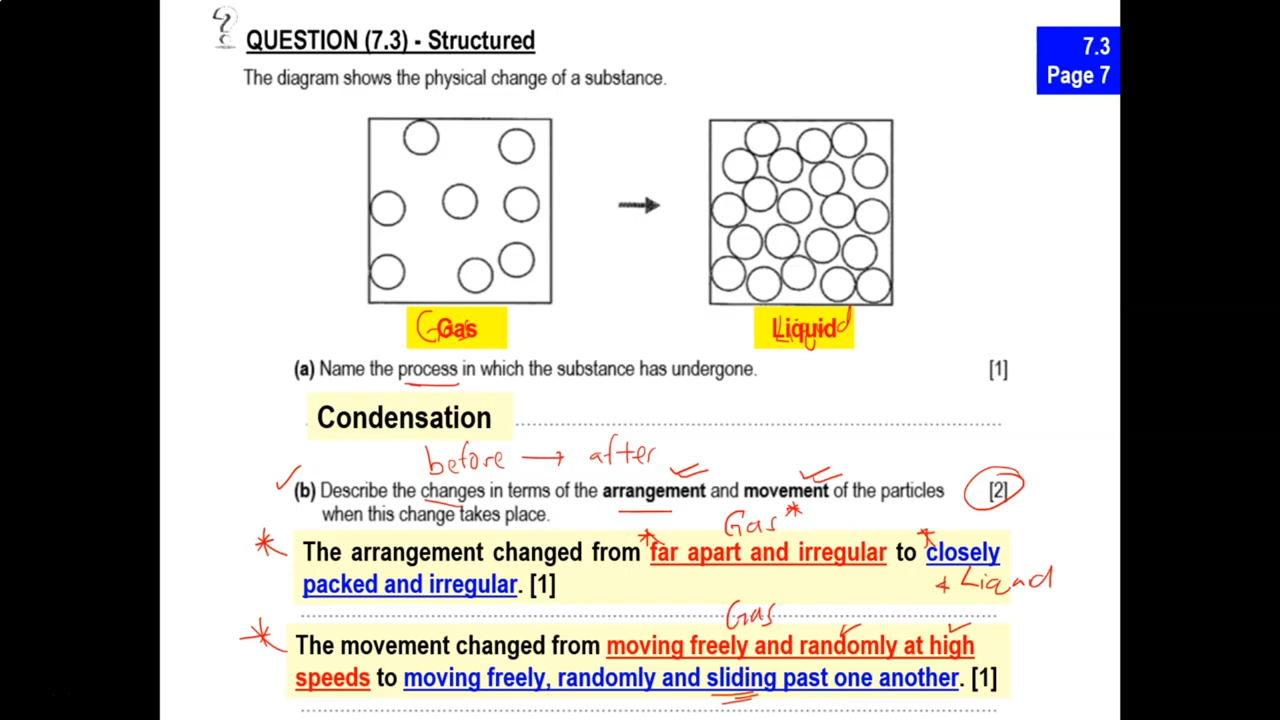 QUESTION (7.3) - Structured
7.3
Page 7
The diagram shows the physical change of a substance.
Gas
Liquid
(a) Name the process in which the substance has undergone. [1]
Condensation
before → after
(b) Describe the changes in terms of the arrangement and movement of the particles [2]
when this change takes place.
Gas *
* The arrangement changed from far apart and irregular to closely
packed and irregular. [1]
Liquid
Gas
* The movement changed from moving freely and randomly at high
speeds to moving freely, randomly and sliding past one another. [1]